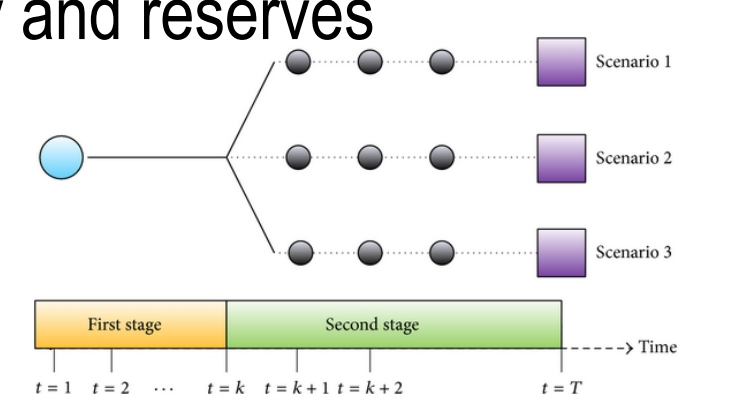 and reserves
Scenario 1
Scenario 2
Scenario 3
First stage
Second stage
Time
t = 1
t = 2
...
t = k
t = k + 1
t = k + 2
t = T